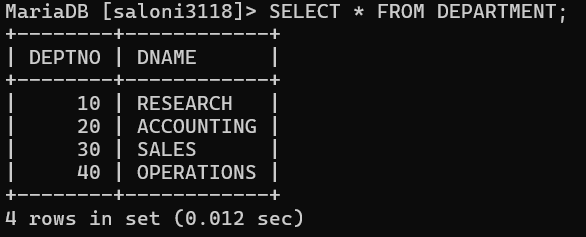 MariaDB [saloni3118]> SELECT * FROM DEPARTMENT;
+--------+------------+
| DEPTNO | DNAME      |
+--------+------------+
|     10 | RESEARCH   |
|     20 | ACCOUNTING |
|     30 | SALES      |
|     40 | OPERATIONS |
+--------+------------+
4 rows in set (0.012 sec)